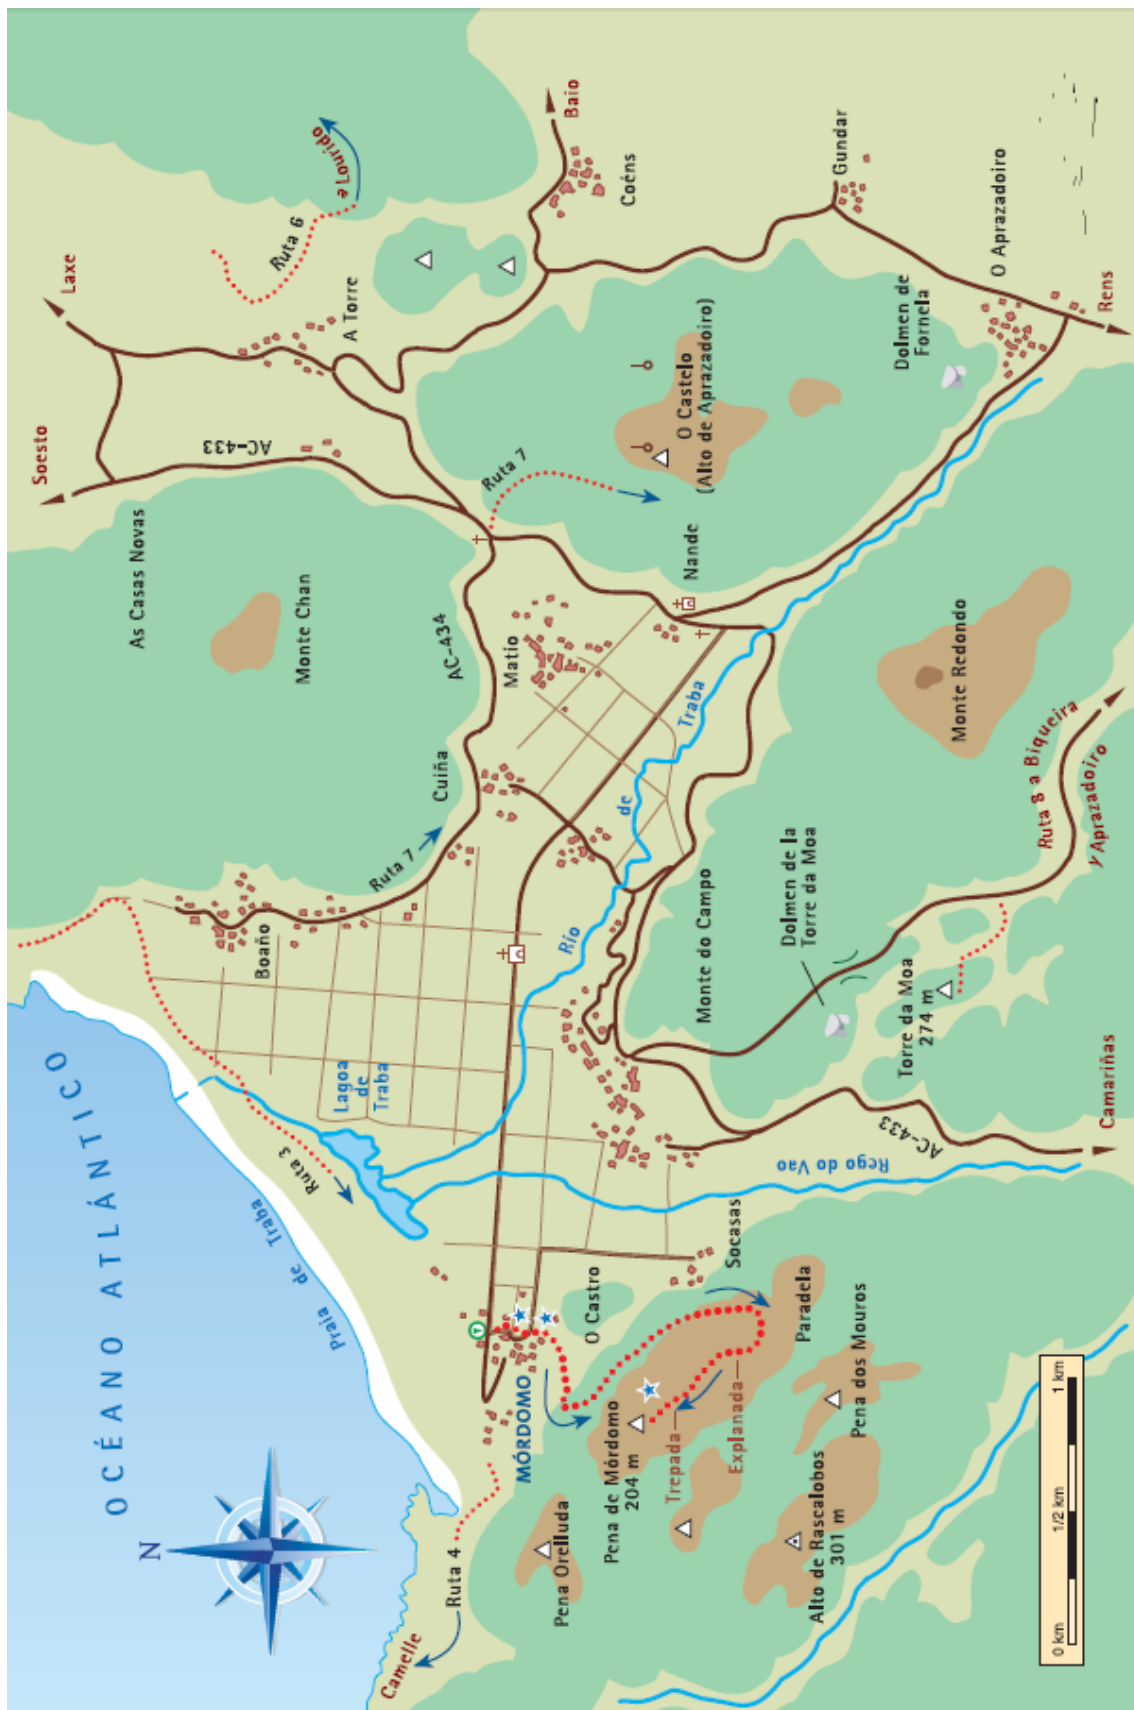 OCÉANO ATLÁNTICO
N
Praia de Traba
Camelle
Ruta 4
Pena Orelluda
MÓRDOMO
Pena de Mórdomo
204 m
Trepada
Explanada
Alto de Rascalobos
301 m
Pena dos Mouros
Paradela
O Castro
Socasas
Ruta 3
Lagoa
de
Traba
Rego do Vao
AC-433
Camariñas
Torre da Moa
274 m
Dolmen de la
Torre da Moa
Monte do Campo
Río
de
Traba
Boaño
Ruta 7
Cuiña
AC-434
Matío
Monte Chan
As Casas Novas
Nande
Monte Redondo
Ruta 8 a Biqueira
y Aprazadoiro
Soesto
AC-433
Laxe
Ruta 7
O Castelo
(Alto de Aprazadoiro)
A Torre
Ruta 6
e Lourido
Baio
Coéns
Gundar
Dolmen de
Fornela
O Aprazadoiro
Rens
0 km
1/2 km
1 km